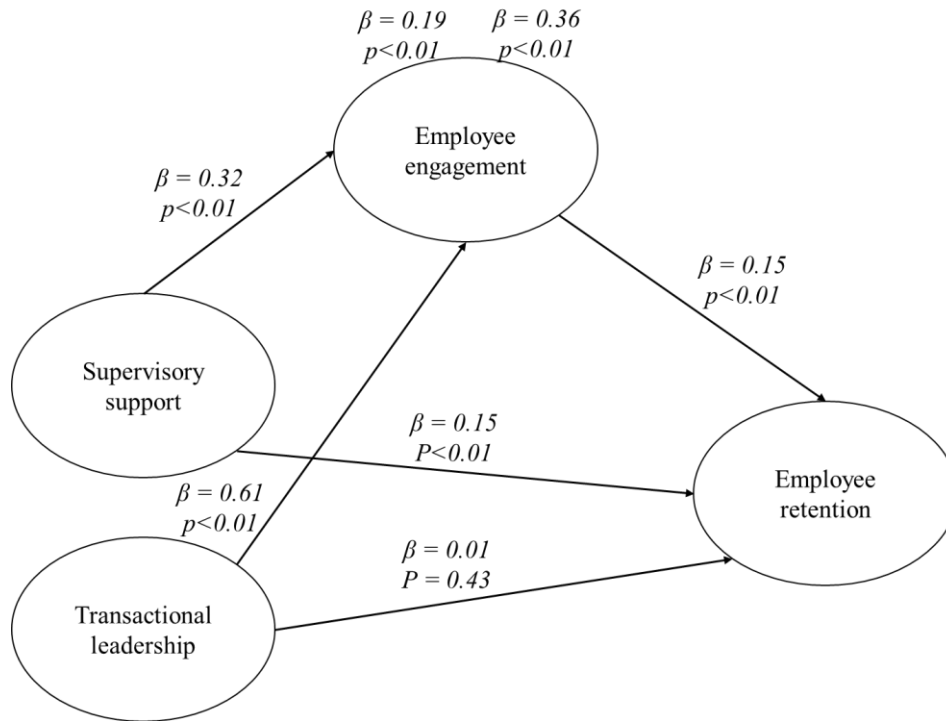 β = 0.19
p<0.01
β = 0.36
p<0.01
Employee
engagement
β = 0.32
p<0.01
β = 0.15
p<0.01
Supervisory
support
β = 0.15
P<0.01
Employee
retention
β = 0.61
p<0.01
β = 0.01
P = 0.43
Transactional
leadership